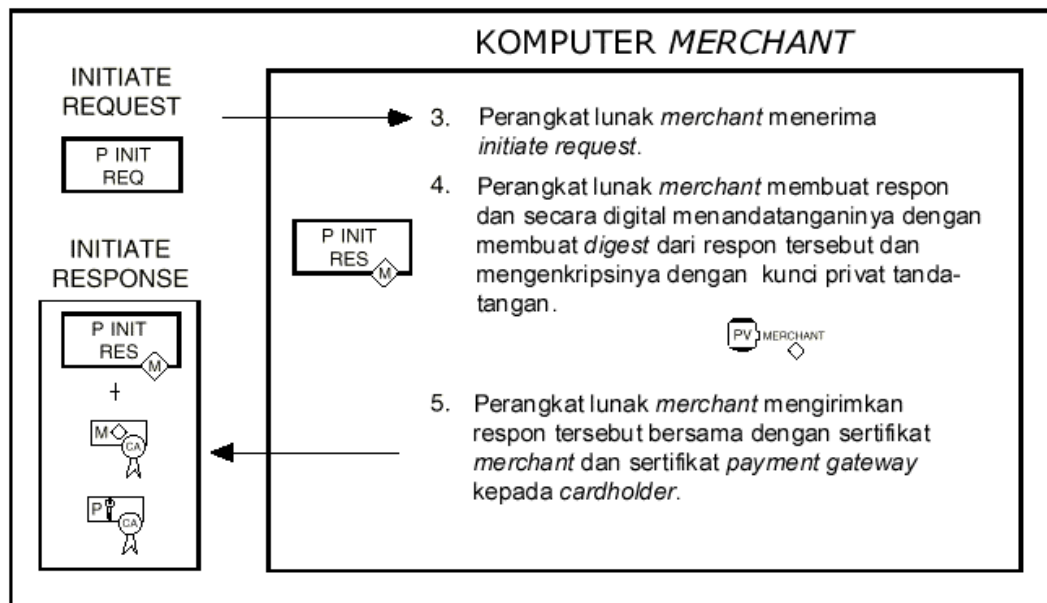 KOMPUTER MERCHANT
INITIATE
REQUEST
P INIT
REQ
3. Perangkat lunak merchant menerima
initiate request.
4. Perangkat lunak merchant membuat respon
dan secara digital menandatanganinya dengan
membuat digest dari respon tersebut dan
mengenkripsinya dengan kunci privat tanda-
tangan.
P INIT
RES
M
PV MERCHANT
INITIATE
RESPONSE
P INIT
RES
M
+
M
CA
P
CA
5. Perangkat lunak merchant mengirimkan
respon tersebut bersama dengan sertifikat
merchant dan sertifikat payment gateway
kepada cardholder.